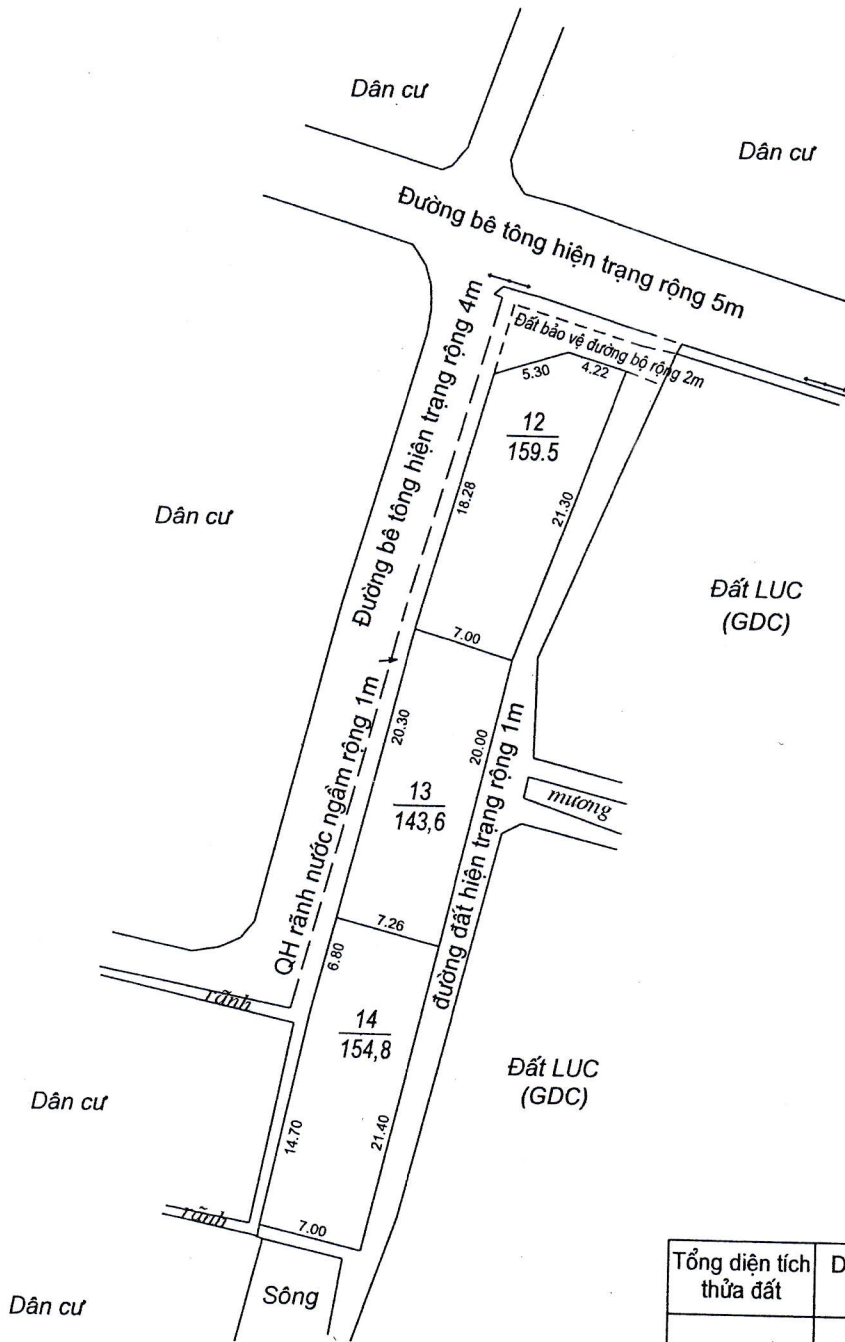 Dân cư
Dân cư
Đường bê tông hiện trạng rộng 5m
Đường bê tông hiện trạng rộng 4m
Đất bảo vệ đường bộ rộng 2m
5.30
4.22
12
159.5
18.28
21.30
Dân cư
Đất LUC
(GDC)
7.00
QH rãnh nước ngầm rộng 1m
20.30
20.00
đường đất hiện trạng rộng 1m
13
143,6
mương
7.26
6.80
rãnh
14
154,8
Đất LUC
(GDC)
Dân cư
14.70
21.40
rãnh
7.00
Sông
Dân cư
Tổng diện tích
thửa đất
D